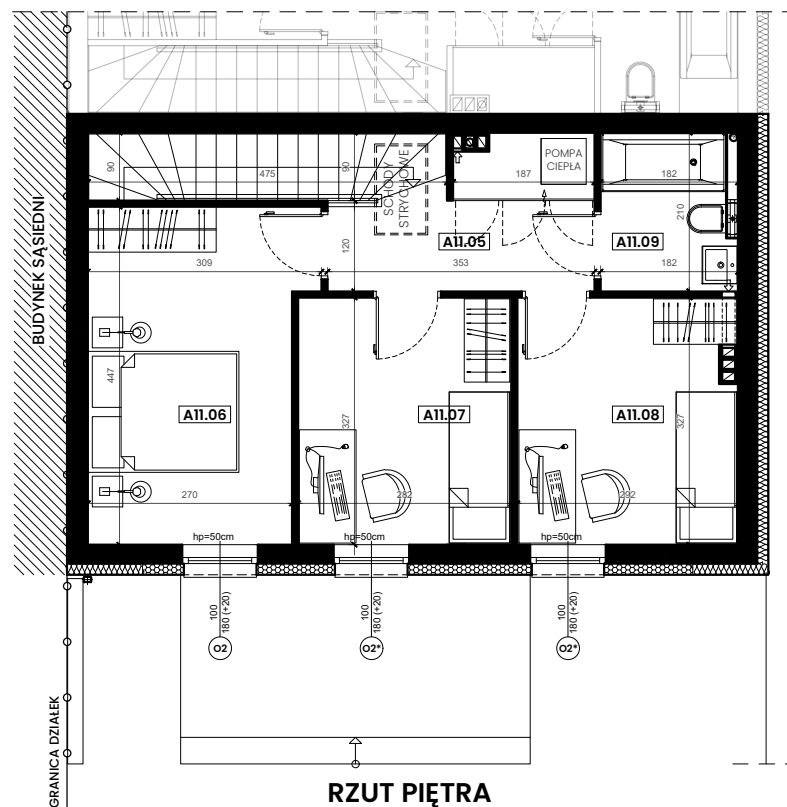 90
475
90
SCHODY
STRYCHOWE
187
POMPA
CIEPŁA
182
210
A11.05
A11.09
120
309
353
182
BUDYNEK SĄSIEDNI
447
A11.06
327
A11.07
A11.08
327
270
282
292
hp=50cm
hp=50cm
hp=50cm
100
180 (+20)
100
180 (+20)
100
180 (+20)
O2
O2*
O2*
GRANICA DZIAŁEK
RZUT PIĘTRA